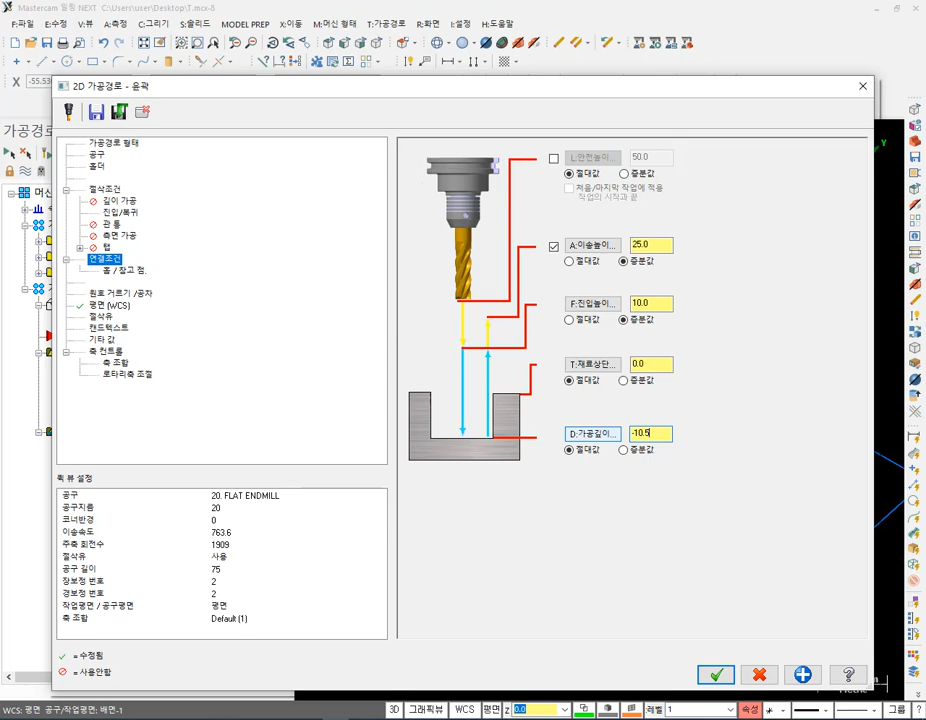 Mastercam 밀링 NEXT C:\Users\user\Desktop\T.mcx-8
F:파일 E:수정 V:뷰 A:측정 C:그리기 S:솔리드 MODEL PREP X:이동 M:머신 형태 T:가공경로 R:화면 I:설정 H:도움말
X -55.53
가공경로
2D 가공경로 - 윤곽
머신
가공경로 형태
공구
홀더
절삭조건
깊이 가공
진입/복귀
관 통
측면 가공
탭
연결조건
홈 / 참고 점.
원호 거르기 /공차
평면 (WCS)
절삭유
캔드텍스트
기타 값
축 컨트롤
축 조합
로타리축 조절
L:안전높이... 50.0
절대값 증분값
처음/마지막 작업에 적용
작업의 시작과 끝
A:이송높이... 25.0
절대값 증분값
F:진입높이... 10.0
절대값 증분값
T:재료상단... 0.0
절대값 증분값
D:가공깊이... -10.5
절대값 증분값
퀵 뷰 설정
공구 20. FLAT ENDMILL
공구지름 20
코너반경 0
이송속도 763.6
주축 회전수 1909
절삭유 사용
공구 길이 75
장보정 번호 2
경보정 번호 2
작업평면 / 공구평면 평면
축 조합 Default (1)
= 수정됨
= 사용안함
Y
WCS: 평면 공구/작업평면; 배면-1 3D 그래픽뷰 WCS 평면 Z 0.0 레벨 1 속성 그룹